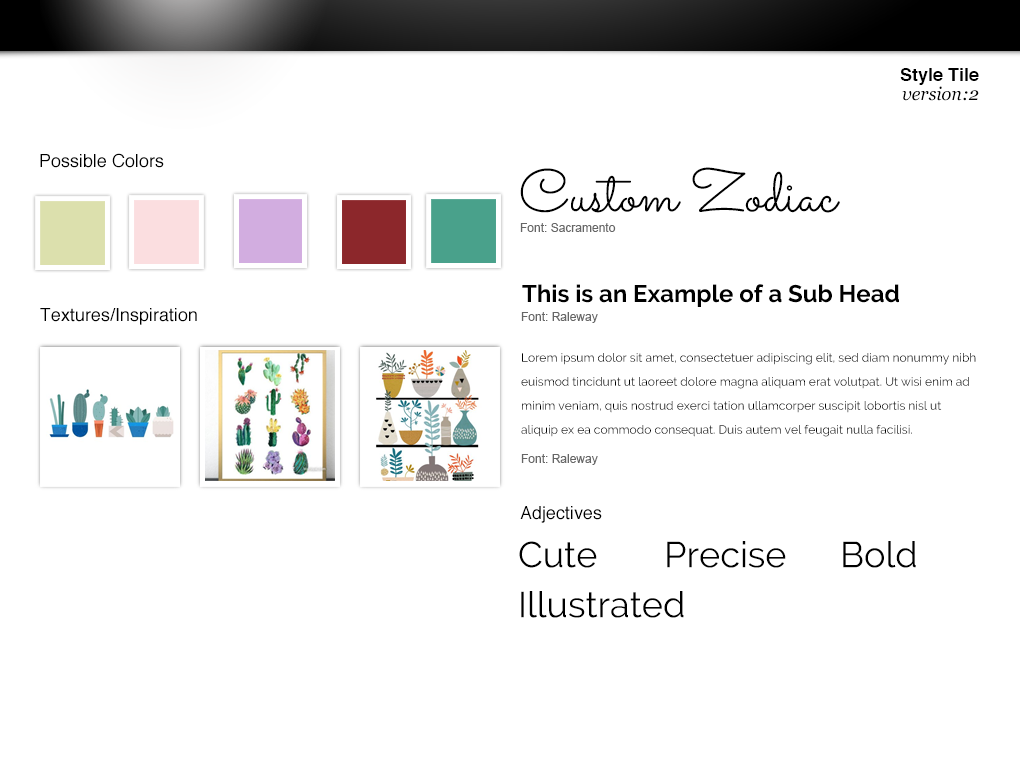 Style Tile
version:2
Possible Colors
Custom Zodiac
Font: Sacramento
This is an Example of a Sub Head
Font: Raleway
Textures/Inspiration
Lorem ipsum dolor sit amet, consectetuer adipiscing elit, sed diam nonummy nibh
euismod tincidunt ut laoreet dolore magna aliquam erat volutpat. Ut wisi enim ad
minim veniam, quis nostrud exerci tation ullamcorper suscipit lobortis nisl ut
aliquip ex ea commodo consequat. Duis autem vel feugait nulla facilisi.
Font: Raleway
Adjectives
Cute Precise Bold
Illustrated